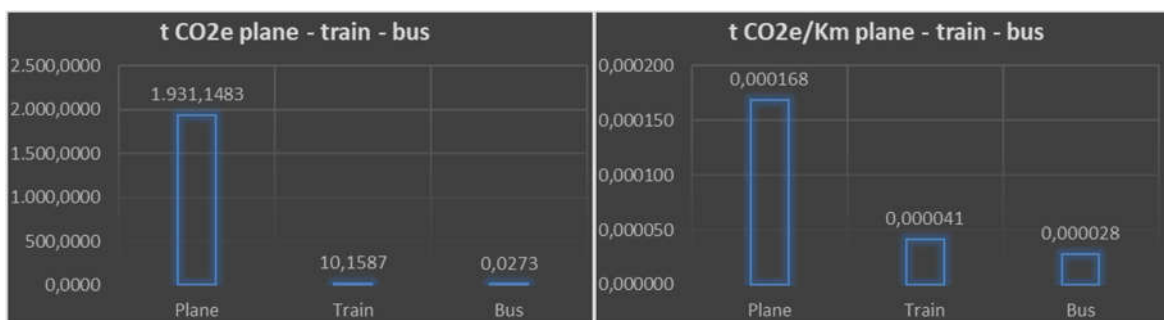 t CO2e plane - train - bus
2.500,0000
2.000,0000
1.500,0000
1.000,0000
500,0000
0,0000
1.931,1483
10,1587
0,0273
Plane
Train
Bus
t CO2e/Km plane - train - bus
0,000200
0,000150
0,000100
0,000050
0,000000
0,000168
0,000041
0,000028
Plane
Train
Bus